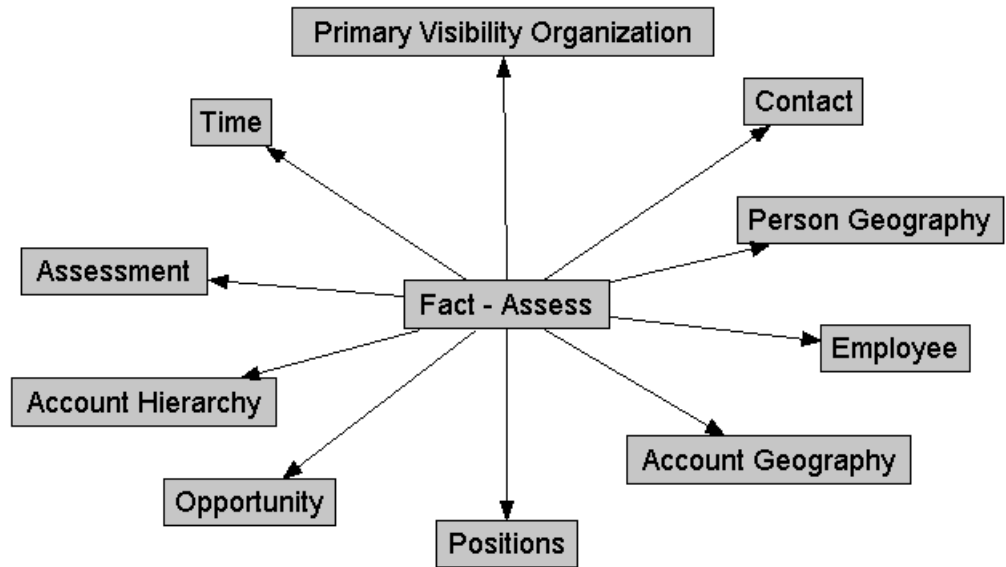 Primary Visibility Organization
Contact
Time
Person Geography
Assessment
Fact - Assess
Employee
Account Hierarchy
Account Geography
Opportunity
Positions